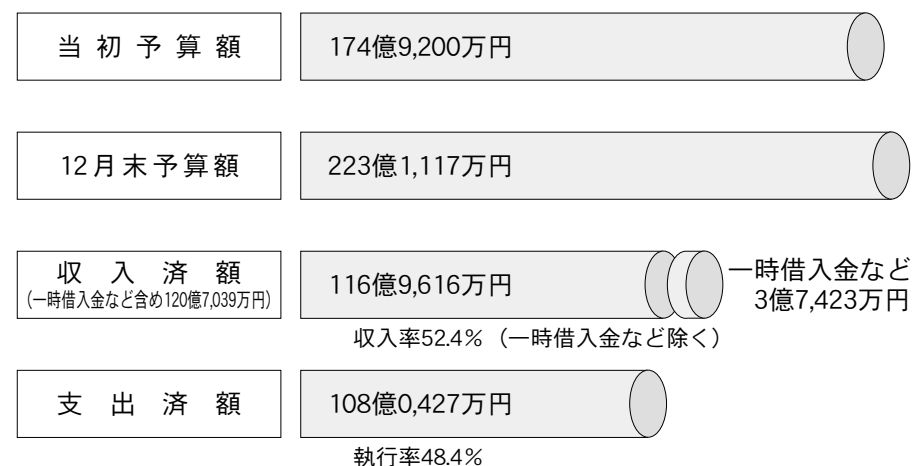 当初予算額
174億9,200万円
12月末予算額
223億1,117万円
収入済額
(一時借入金など含め120億7,039万円)
116億9,616万円
一時借入金など
3億7,423万円
収入率52.4%（一時借入金など除く）
支出済額
108億0,427万円
執行率48.4%